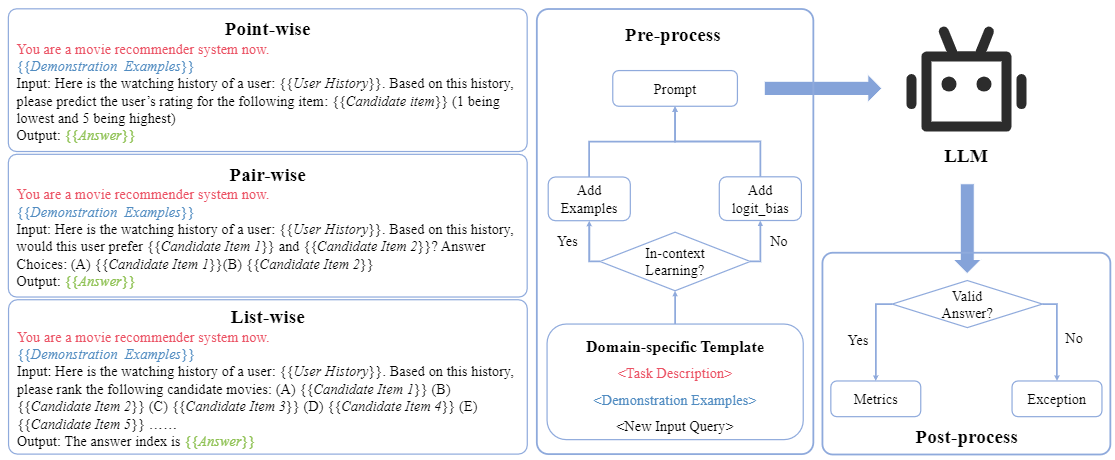 Point-wise
You are a movie recommender system now.
{{Demonstration Examples}}
Input: Here is the watching history of a user: {{User History}}. Based on this history,
please predict the user's rating for the following item: {{Candidate item}} (1 being
lowest and 5 being highest)
Output: {{Answer}}
Pair-wise
You are a movie recommender system now.
{{Demonstration Examples}}
Input: Here is the watching history of a user: {{User History}}. Based on this history,
would this user prefer {{Candidate Item 1}} and {{Candidate Item 2}}? Answer
Choices: (A) {{Candidate Item 1}}(B) {{Candidate Item 2}}
Output: {{Answer}}
List-wise
You are a movie recommender system now.
{{Demonstration Examples}}
Input: Here is the watching history of a user: {{User History}}. Based on this history,
please rank the following candidate movies: (A) {{Candidate Item 1}} (B)
{{Candidate Item 2}} (C) {{Candidate Item 3}} (D) {{Candidate Item 4}} (E)
{{Candidate Item 5}} ……
Output: The answer index is {{Answer}}
Pre-process
Prompt
Add
Examples
Add
logit_bias
Yes
No
In-context
Learning?
Domain-specific Template
<Task Description>
<Demonstration Examples>
<New Input Query>
LLM
Valid
Answer?
Yes
No
Metrics
Exception
Post-process